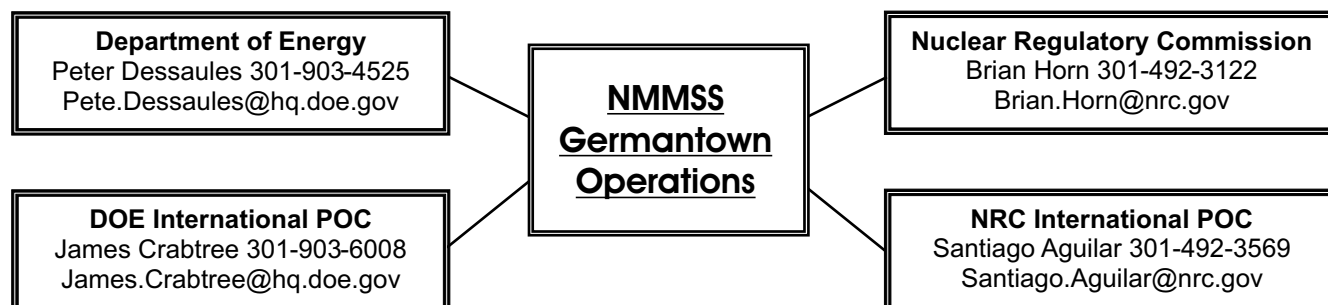 Department of Energy
Peter Dessaules 301-903-4525
Pete.Dessaules@hq.doe.gov
DOE International POC
James Crabtree 301-903-6008
James.Crabtree@hq.doe.gov
NMMSS
Germantown
Operations
Nuclear Regulatory Commission
Brian Horn 301-492-3122
Brian.Horn@nrc.gov
NRC International POC
Santiago Aguilar 301-492-3569
Santiago.Aguilar@nrc.gov